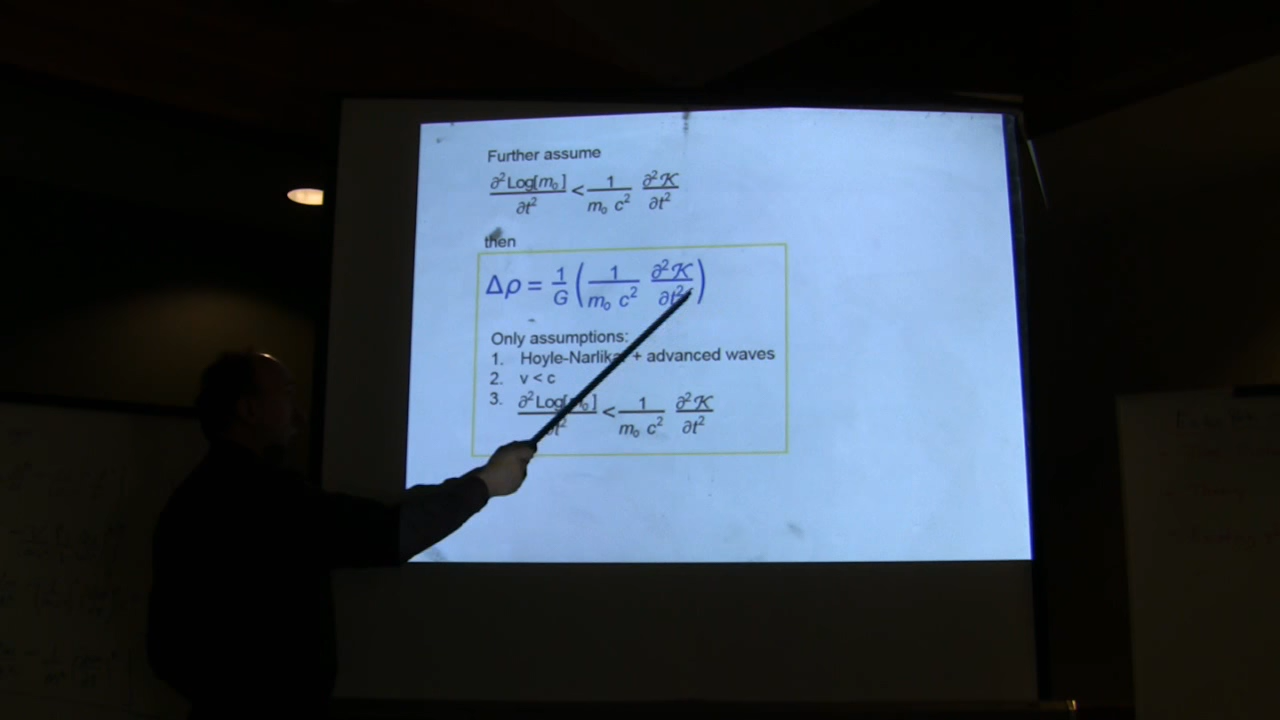 Further assume
∂²Log[m₀]/∂t² < 1/(m₀ c²) ∂²𝒦/∂t²
then
Δρ = 1/G (1/(m₀ c²) ∂²𝒦/∂t²)
Only assumptions:
1. Hoyle-Narlika + advanced waves
2. v < c
3. ∂²Log[m₀]/∂t² < 1/(m₀ c²) ∂²𝒦/∂t²